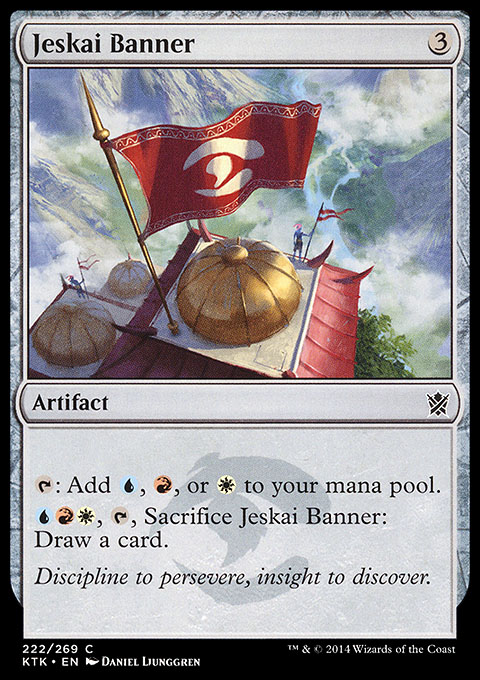 Jeskai Banner 3
Artifact
: Add , , or to your mana pool.
, , Sacrifice Jeskai Banner:
Draw a card.
Discipline to persevere, insight to discover.
222/269 C
KTK • EN Daniel Ljunggren
™ & © 2014 Wizards of the Coast